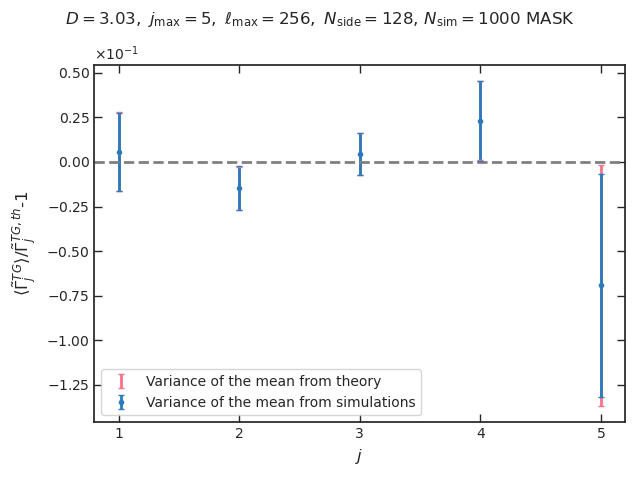 D = 3.03, j_max = 5, ℓ_max = 256, N_side = 128, N_sim = 1000 MASK
×10⁻¹
0.50
0.25
0.00
−0.25
−0.50
−0.75
−1.00
−1.25
⟨Γ̃_j^{TG}⟩/Γ̃_j^{TG, th}-1
Variance of the mean from theory
Variance of the mean from simulations
1 2 3 4 5
j